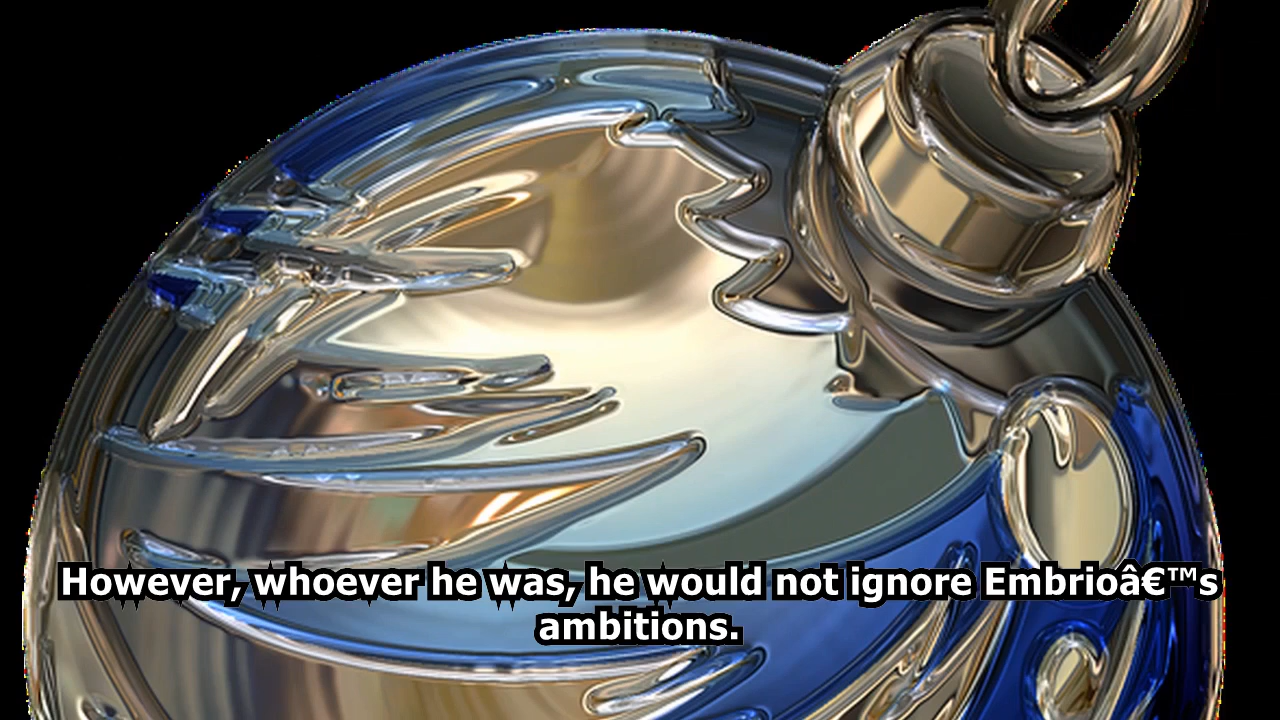 However, whoever he was, he would not ignore Embrioâ€™s
ambitions.